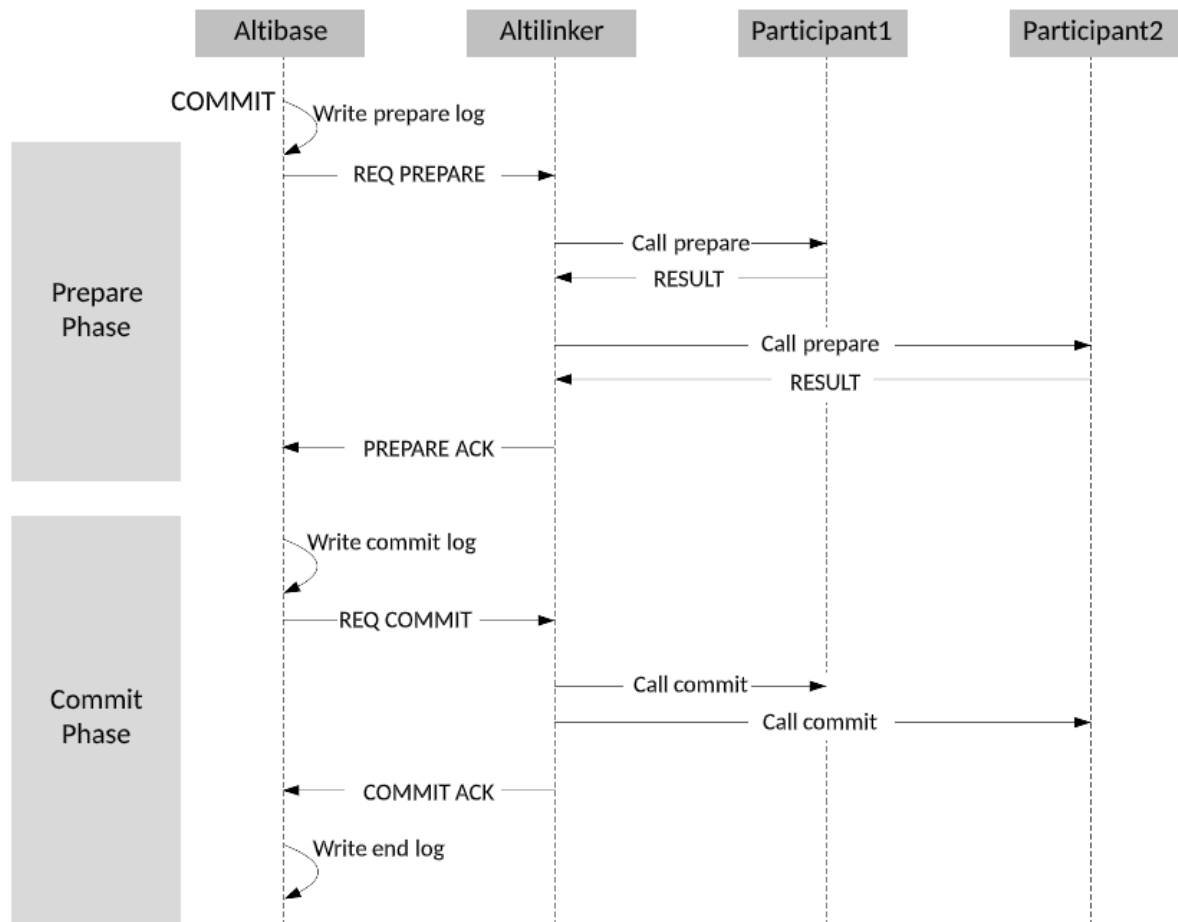 Altibase
Altilinker
Participant1
Participant2
COMMIT
Write prepare log
REQ PREPARE
Call prepare
RESULT
Prepare
Phase
Call prepare
RESULT
PREPARE ACK
Write commit log
REQ COMMIT
Call commit
Commit
Phase
Call commit
COMMIT ACK
Write end log